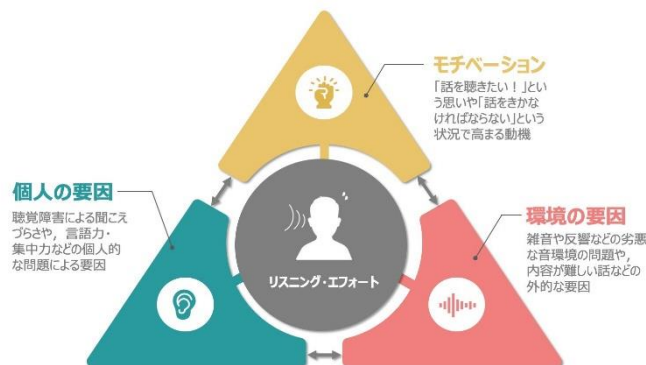 モチベーション
「話を聴きたい！」とい
う思いや「話をきかな
ければならない」という
状況で高まる動機
個人の要因
聴覚障害による聞こえ
づらさや，言語力・
集中力などの個人的
な問題による要因
環境の要因
雑音や反響などの劣悪
な音環境の問題や，
内容が難しい話などの
外的な要因
リスニング・エフォート